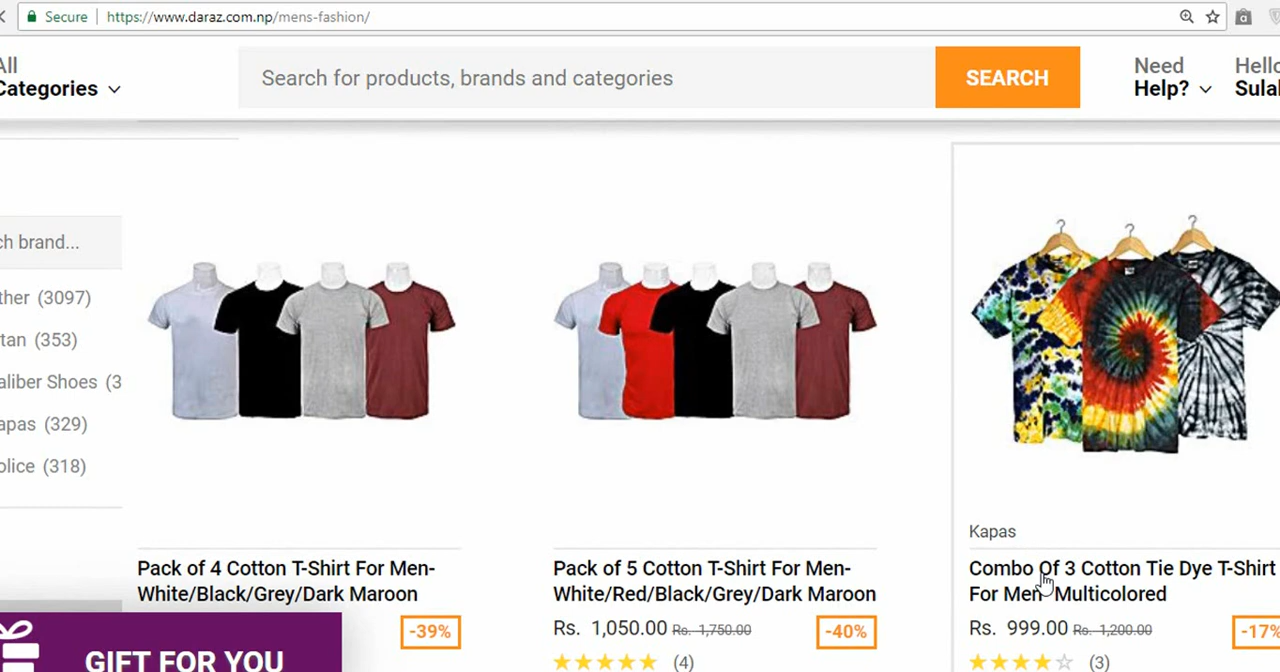 Secure https://www.daraz.com.np/mens-fashion/
All
Categories
Search for products, brands and categories
SEARCH
Need
Help?
Hello
ch brand...
ther (3097)
tan (353)
aliber Shoes (3
apas (329)
olice (318)
Pack of 4 Cotton T-Shirt For Men-
White/Black/Grey/Dark Maroon
-39%
Pack of 5 Cotton T-Shirt For Men-
White/Red/Black/Grey/Dark Maroon
Rs. 1,050.00 Rs. 1,750.00
-40%
(4)
Kapas
Combo Of 3 Cotton Tie Dye T-Shirt
For Men- Multicolored
Rs. 999.00 Rs. 1,200.00
-17%
(3)
GIFT FOR YOU